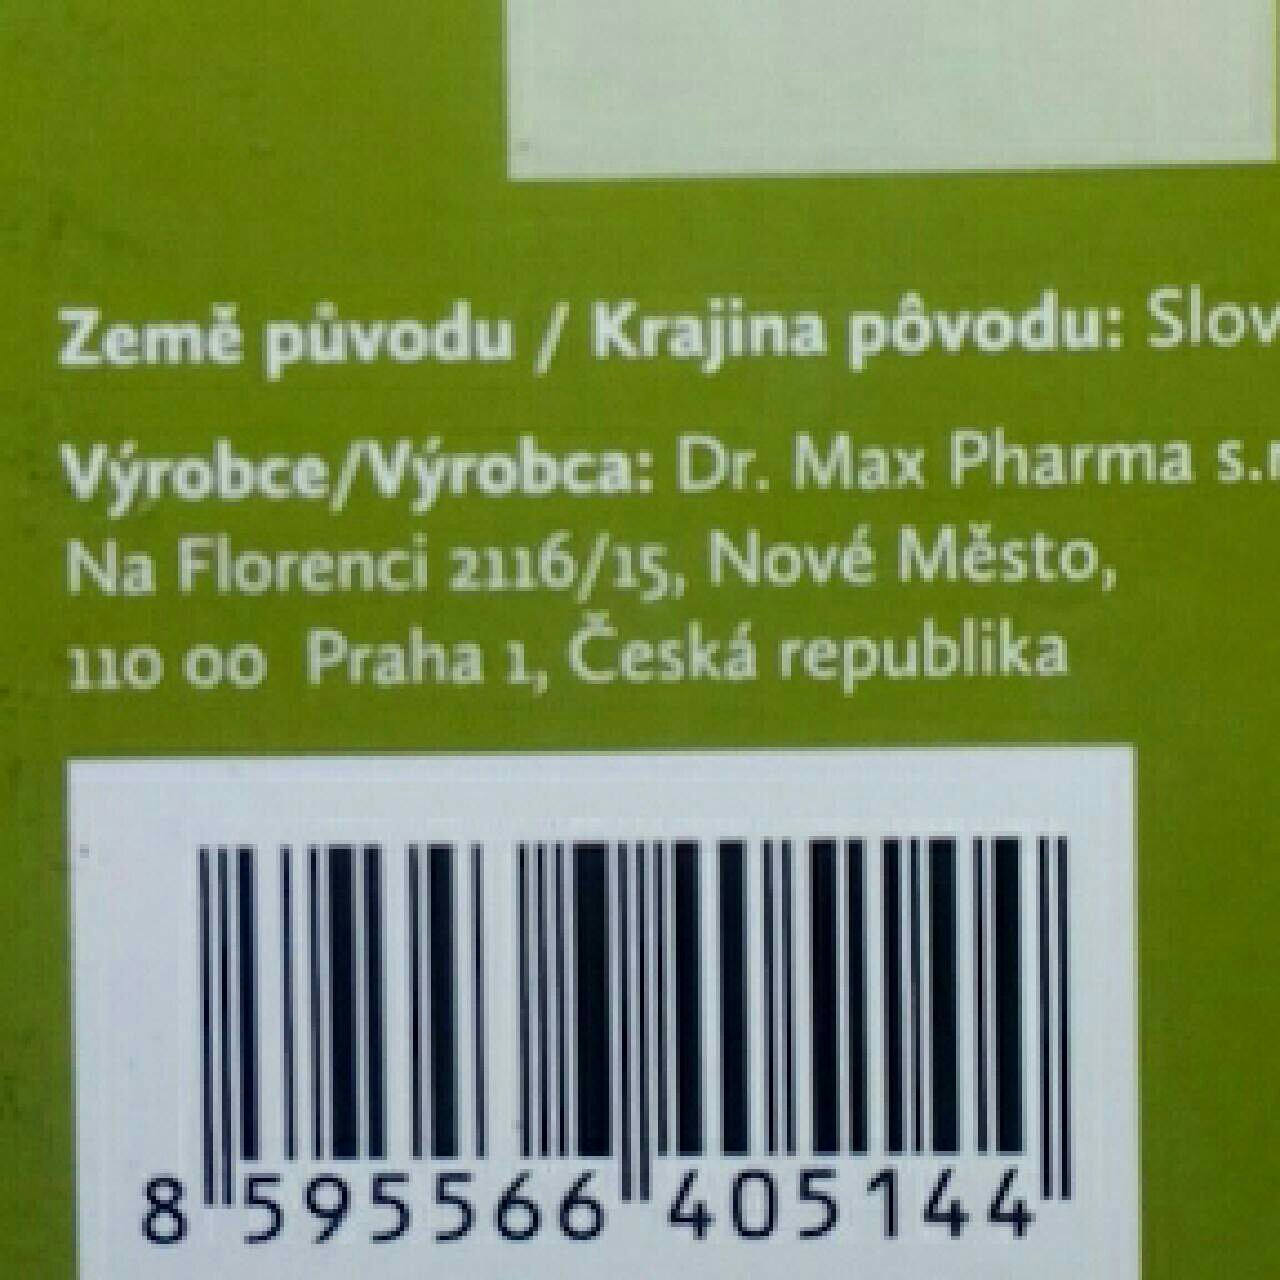 Země původu / Krajina pôvodu:
Výrobce/Výrobca: Dr. Max Pharma
Na Florenci 2116/15, Nové Město,
110 00 Praha 1, Česká republika
8 595566 405144